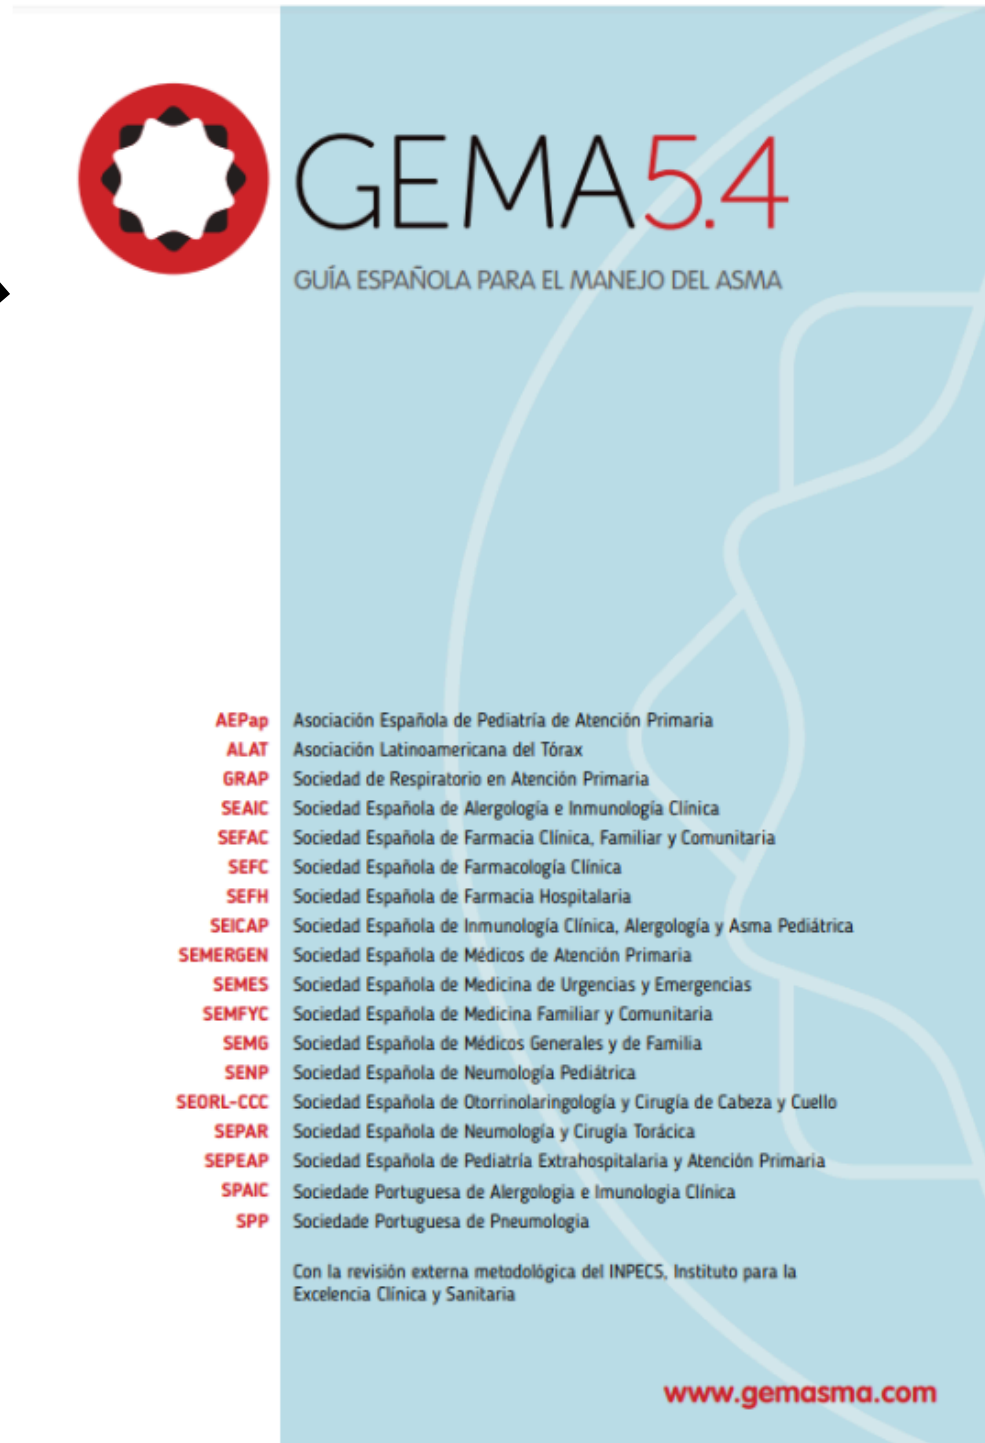 GEMA5.4
GUÍA ESPAÑOLA PARA EL MANEJO DEL ASMA
AEPap Asociación Española de Pediatría de Atención Primaria
ALAT Asociación Latinoamericana del Tórax
GRAP Sociedad de Respiratorio en Atención Primaria
SEAIC Sociedad Española de Alergología e Inmunología Clínica
SEFAC Sociedad Española de Farmacia Clínica, Familiar y Comunitaria
SEFC Sociedad Española de Farmacología Clínica
SEFH Sociedad Española de Farmacia Hospitalaria
SEICAP Sociedad Española de Inmunología Clínica, Alergología y Asma Pediátrica
SEMERGEN Sociedad Española de Médicos de Atención Primaria
SEMES Sociedad Española de Medicina de Urgencias y Emergencias
SEMFYC Sociedad Española de Medicina Familiar y Comunitaria
SEMG Sociedad Española de Médicos Generales y de Familia
SENP Sociedad Española de Neumología Pediátrica
SEORL-CCC Sociedad Española de Otorrinolaringología y Cirugía de Cabeza y Cuello
SEPAR Sociedad Española de Neumología y Cirugía Torácica
SEPEAP Sociedad Española de Pediatría Extrahospitalaria y Atención Primaria
SPAIC Sociedade Portuguesa de Alergologia e Imunologia Clínica
SPP Sociedade Portuguesa de Pneumologia
Con la revisión externa metodológica del INPECS, Instituto para la
Excelencia Clínica y Sanitaria
www.gemasma.com